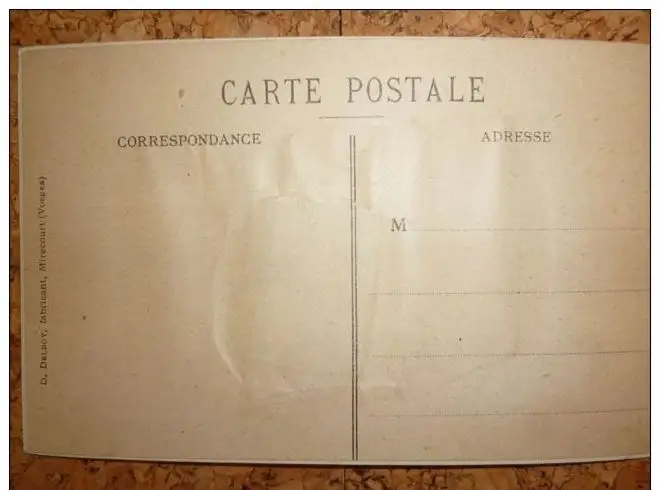 CARTE POSTALE
CORRESPONDANCE
ADRESSE
M
D. DELBOY, fabricant, Mirecourt (Vosges)